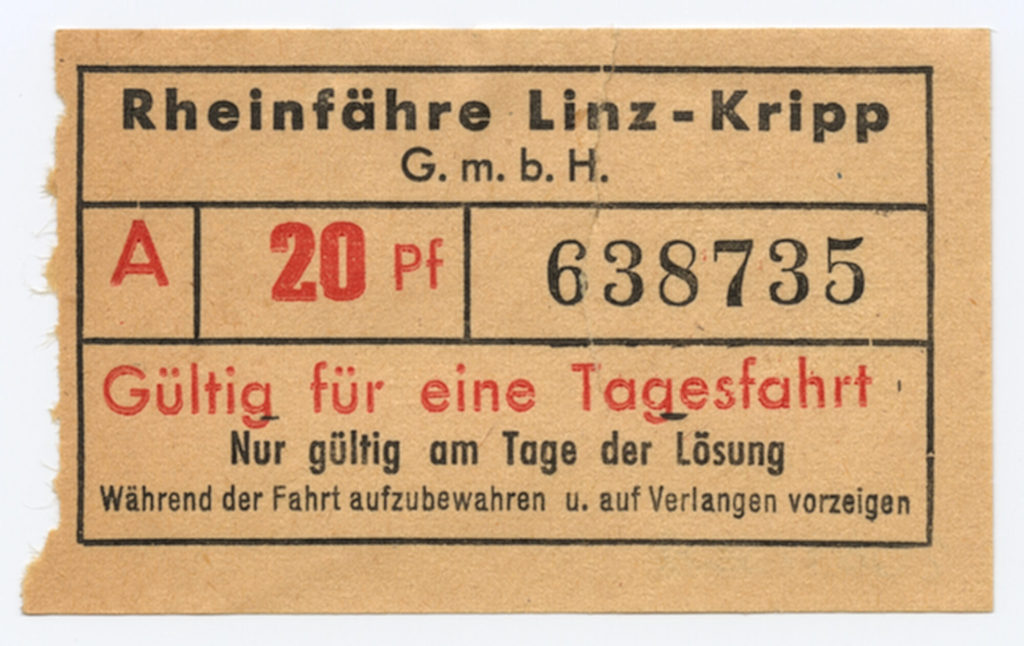 Rheinfähre Linz-Kripp
G. m. b. H.
A 20 Pf 638735
Gültig für eine Tagesfahrt
Nur gültig am Tage der Lösung
Während der Fahrt aufzubewahren u. auf Verlangen vorzeigen